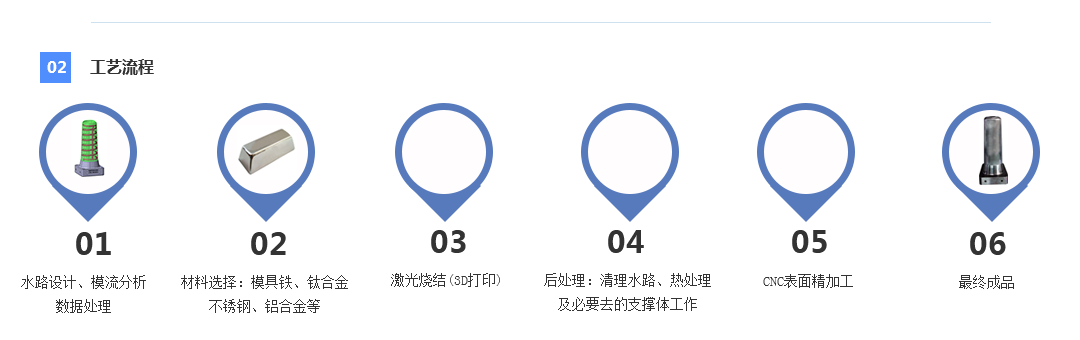 02 工艺流程
01
水路设计、模流分析
数据处理
02
材料选择：模具铁、钛合金
不锈钢、铝合金等
03
激光烧结(3D打印)
04
后处理：清理水路、热处理
及必要去的支撑体工作
05
CNC表面精加工
06
最终成品